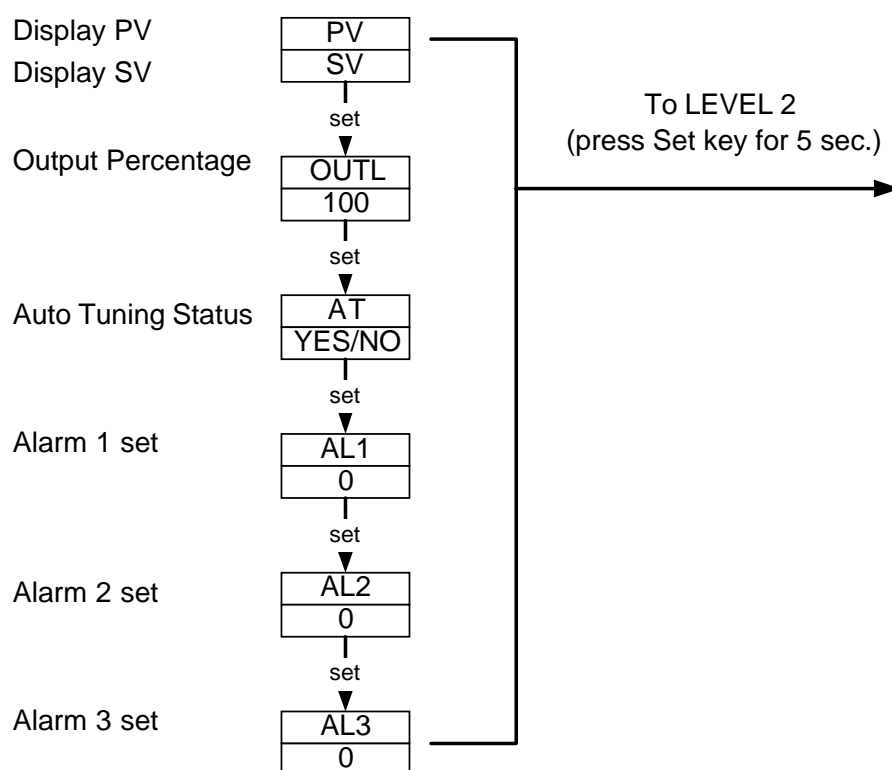 Display PV
PV
Display SV
SV
set
To LEVEL 2
(press Set key for 5 sec.)
Output Percentage
OUTL
100
set
Auto Tuning Status
AT
YES/NO
set
Alarm 1 set
AL1
0
set
Alarm 2 set
AL2
0
set
Alarm 3 set
AL3
0